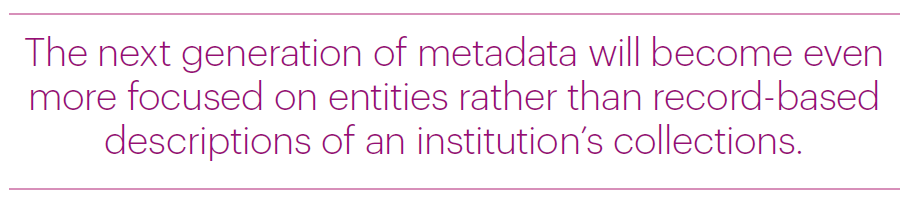 The next generation of metadata will become even
more focused on entities rather than record-based
descriptions of an institution’s collections.